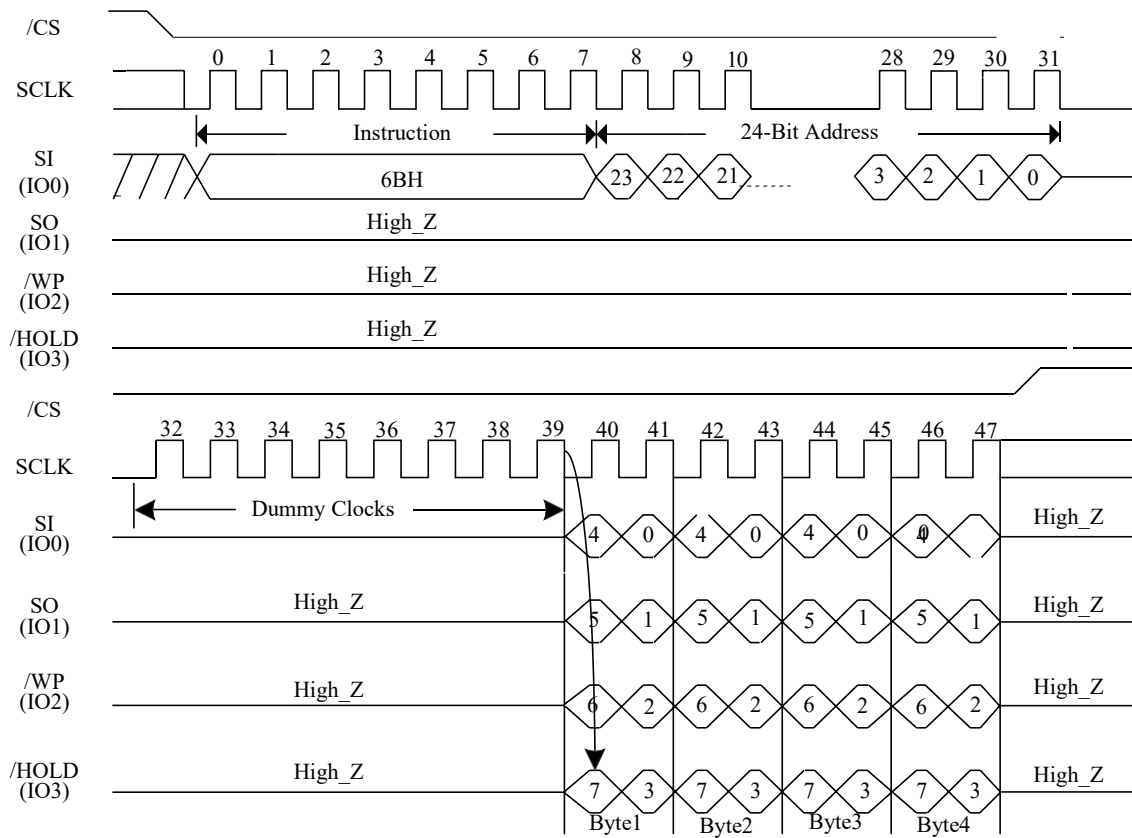 /CS
0 1 2 3 4 5 6 7 8 9 10 28 29 30 31
SCLK
Instruction 24-Bit Address
SI
(IO0)
6BH 23 22 21 3 2 1 0
SO
(IO1)
High_Z
/WP
(IO2)
High_Z
/HOLD
(IO3)
High_Z
/CS
32 33 34 35 36 37 38 39 40 41 42 43 44 45 46 47
SCLK
Dummy Clocks
SI
(IO0)
4 0 4 0 4 0 4 0 High_Z
SO
(IO1)
High_Z 5 1 5 1 5 1 5 1 High_Z
/WP
(IO2)
High_Z 6 2 6 2 6 2 6 2 High_Z
/HOLD
(IO3)
High_Z 7 3 7 3 7 3 7 3 High_Z
Byte1 Byte2 Byte3 Byte4